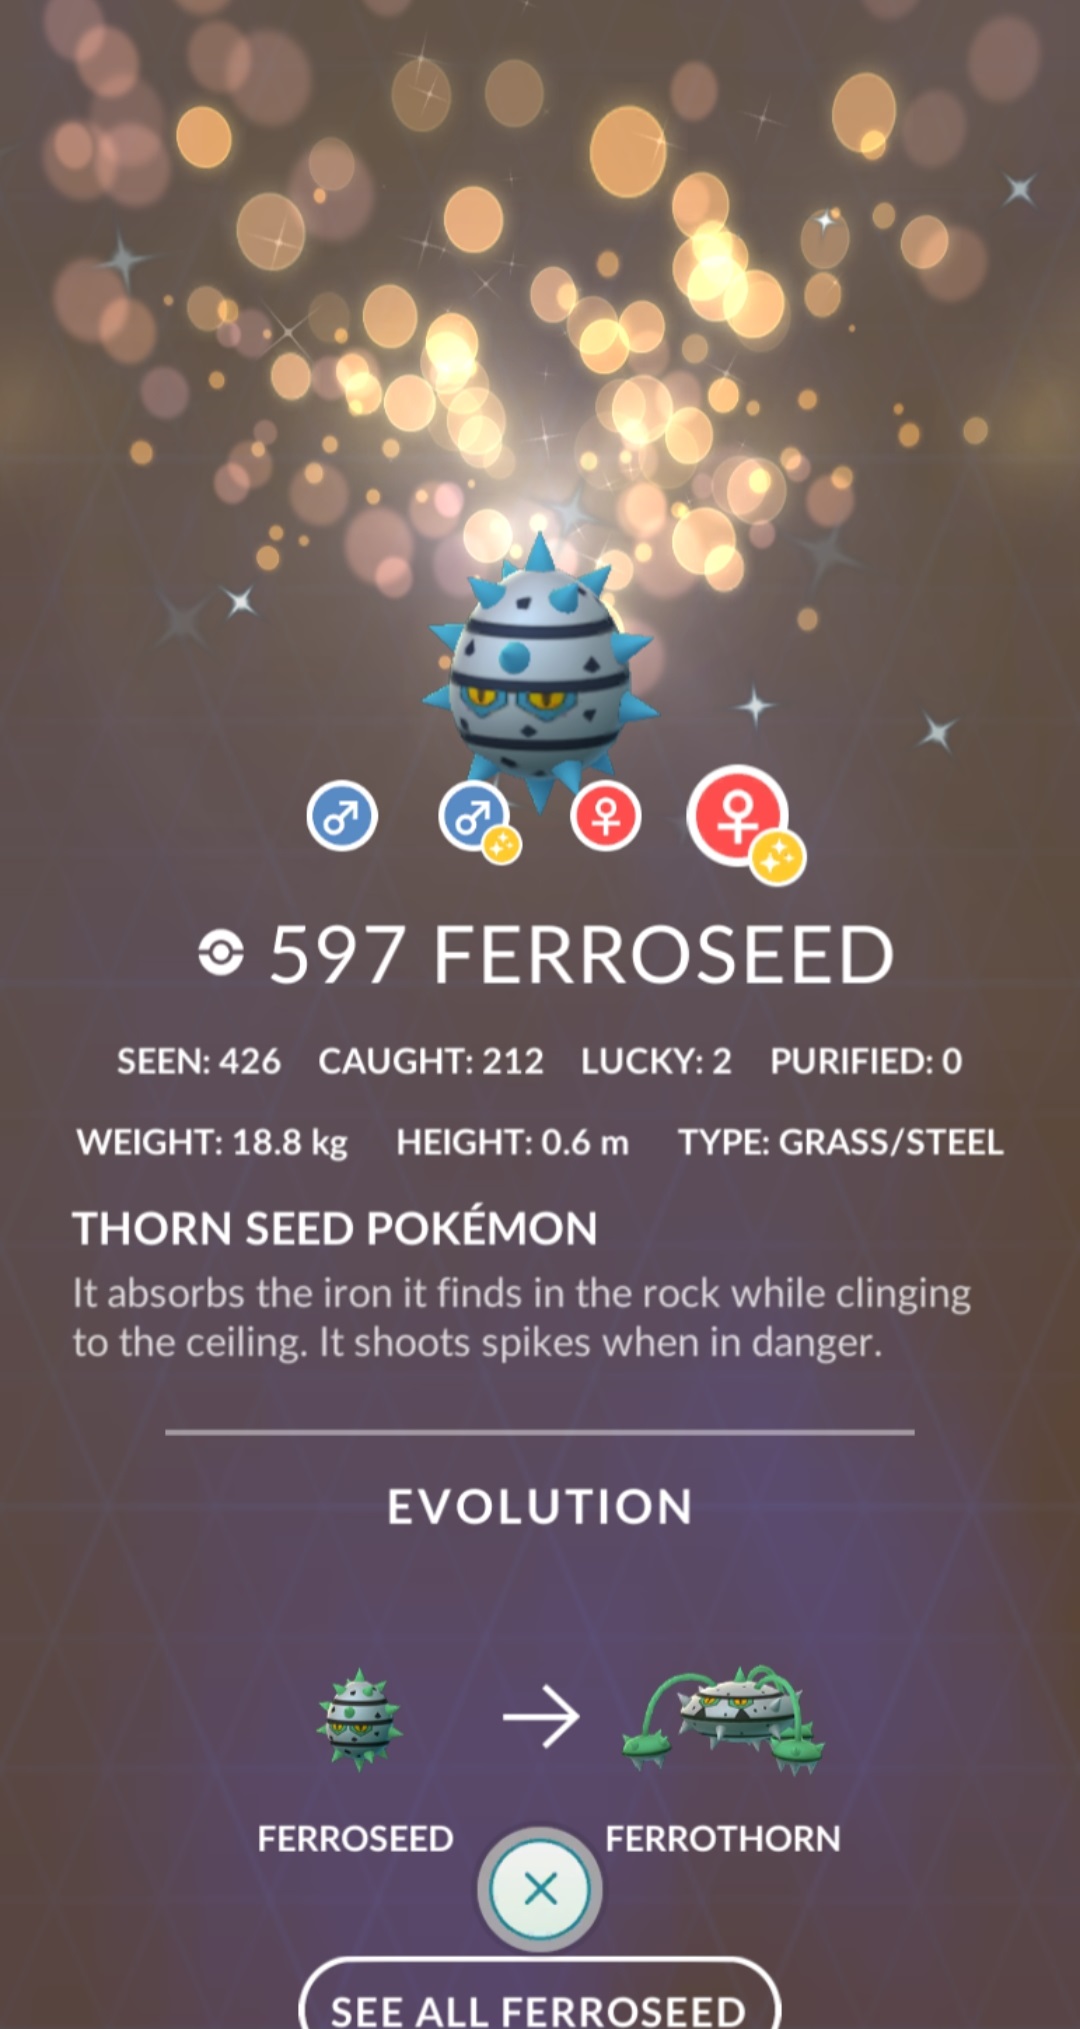 597 FERROSEED
SEEN: 426 CAUGHT: 212 LUCKY: 2 PURIFIED: 0
WEIGHT: 18.8 kg HEIGHT: 0.6 m TYPE: GRASS/STEEL
THORN SEED POKÉMON
It absorbs the iron it finds in the rock while clinging
to the ceiling. It shoots spikes when in danger.
EVOLUTION
FERROSEED FERROTHORN
SEE ALL FERROSEED